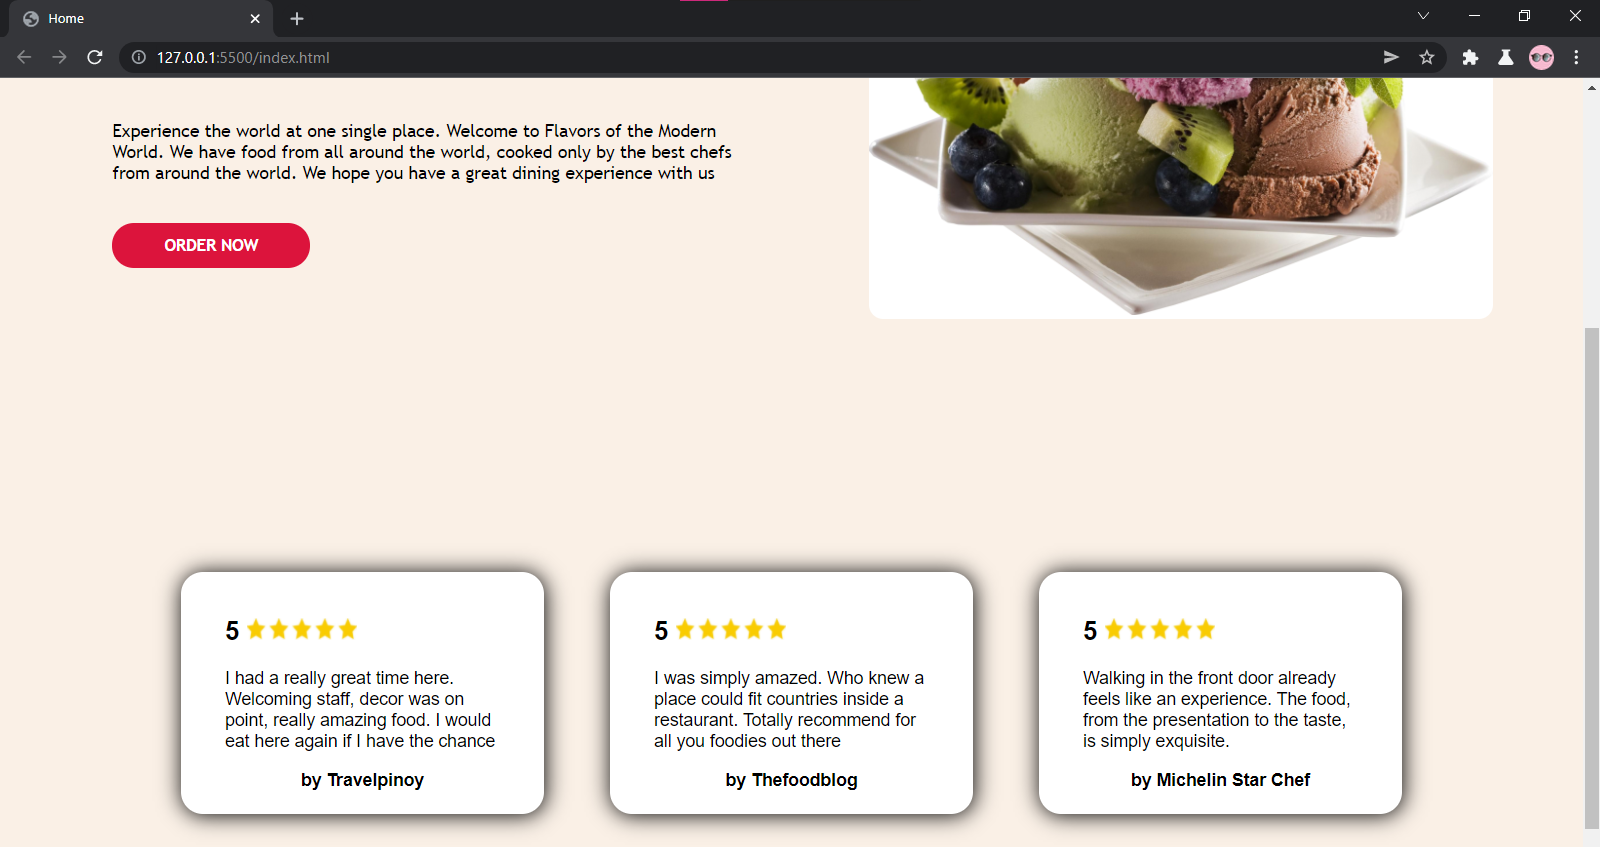 Home
127.0.0.1:5500/index.html
Experience the world at one single place. Welcome to Flavors of the Modern
World. We have food from all around the world, cooked only by the best chefs
from around the world. We hope you have a great dining experience with us
ORDER NOW
5
I had a really great time here.
Welcoming staff, decor was on
point, really amazing food. I would
eat here again if I have the chance
by Travelpinoy
5
I was simply amazed. Who knew a
place could fit countries inside a
restaurant. Totally recommend for
all you foodies out there
by Thefoodblog
5
Walking in the front door already
feels like an experience. The food,
from the presentation to the taste,
is simply exquisite.
by Michelin Star Chef